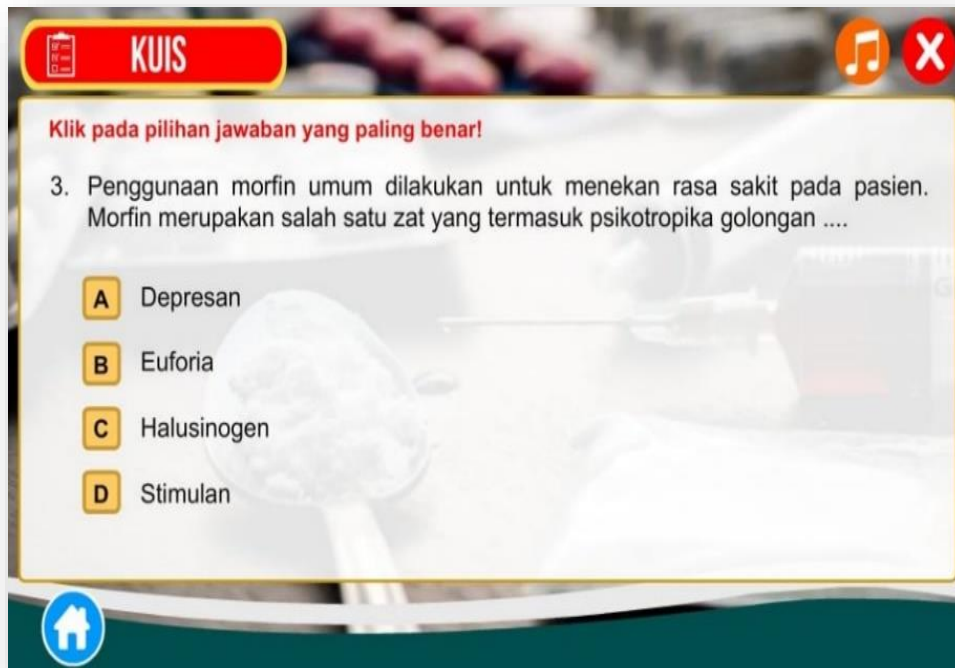 KUIS
Klik pada pilihan jawaban yang paling benar!
3. Penggunaan morfin umum dilakukan untuk menekan rasa sakit pada pasien.
Morfin merupakan salah satu zat yang termasuk psikotropika golongan ....
A Depresan
B Euforia
C Halusinogen
D Stimulan